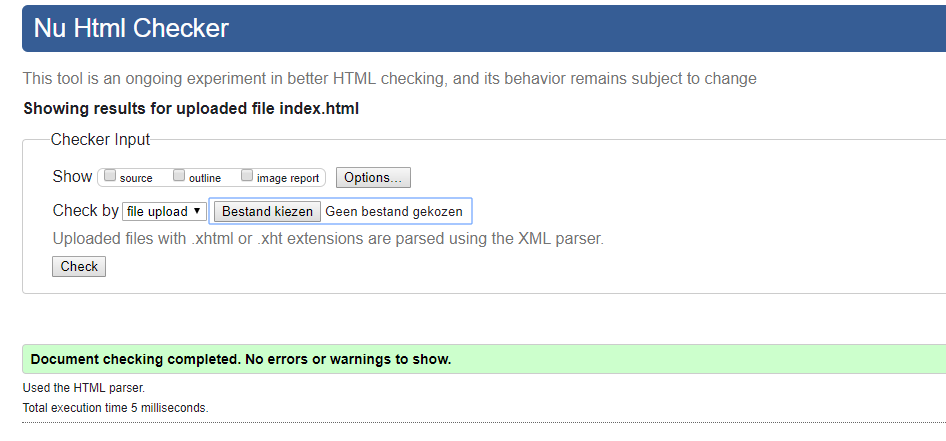 Nu Html Checker
This tool is an ongoing experiment in better HTML checking, and its behavior remains subject to change
Showing results for uploaded file index.html
Checker Input
Show source outline image report Options...
Check by file upload Bestand kiezen Geen bestand gekozen
Uploaded files with .xhtml or .xht extensions are parsed using the XML parser.
Check
Document checking completed. No errors or warnings to show.
Used the HTML parser.
Total execution time 5 milliseconds.